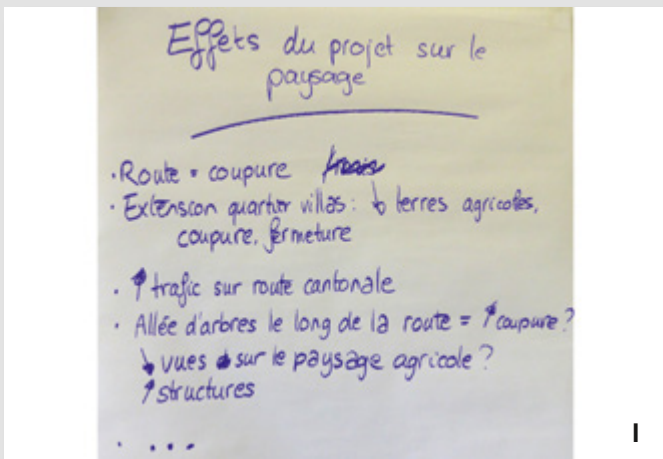 Effets du projet sur le
paysage
· Route = coupure
· Extension quartier villas : ↓ terres agricoles,
coupure, fermeture
· ↑ trafic sur route cantonale
· Allée d'arbres le long de la route = ↑ coupure ?
↓ vues sur le paysage agricole ?
↑ structures
· ...
I